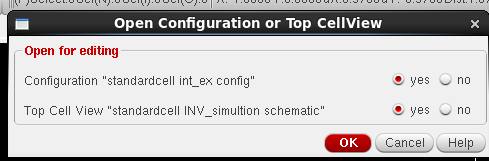 Open Configuration or Top CellView
Open for editing
Configuration "standardcell int_ex config"
yes no
Top Cell View "standardcell INV_simultion schematic"
yes no
OK Cancel Help